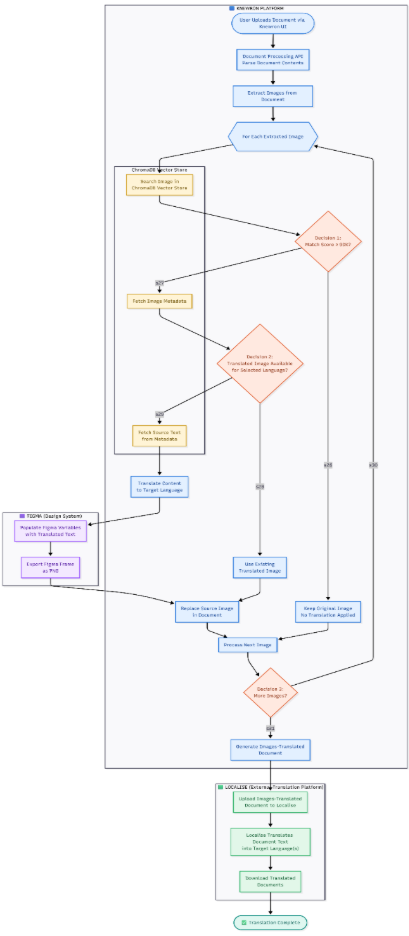 KNEWRON PLATFORM
User Uploads Document via
Knewron UI
Document Processing API
Parse Document Contents
Extract Images from
Document
For Each Extracted Image
ChromaDB Vector Store
Search Image in
ChromaDB Vector Store
Decision 1:
Match Score
Fetch Image Metadata
Decision 2:
Translated Image Available
for Selected Language?
Fetch Source Text
from Metadata
Translate Content
to Target Language
FIGMA (Design System)
Populate Figma Variables
with Translated Text
Export Figma Frame
as PNG
Use Existing
Translated Image
Replace Source Image
in Document
Keep Original Image
No Translation Applied
Process Next Image
Decision 3:
More Images?
Generate Images-Translated
Document
LOCALISE (External Translation Platform)
Upload Images-Translated
Document to Localise
Localise Translates
Document Text
into Target Language(s)
Download Translated
Documents
Translation Complete